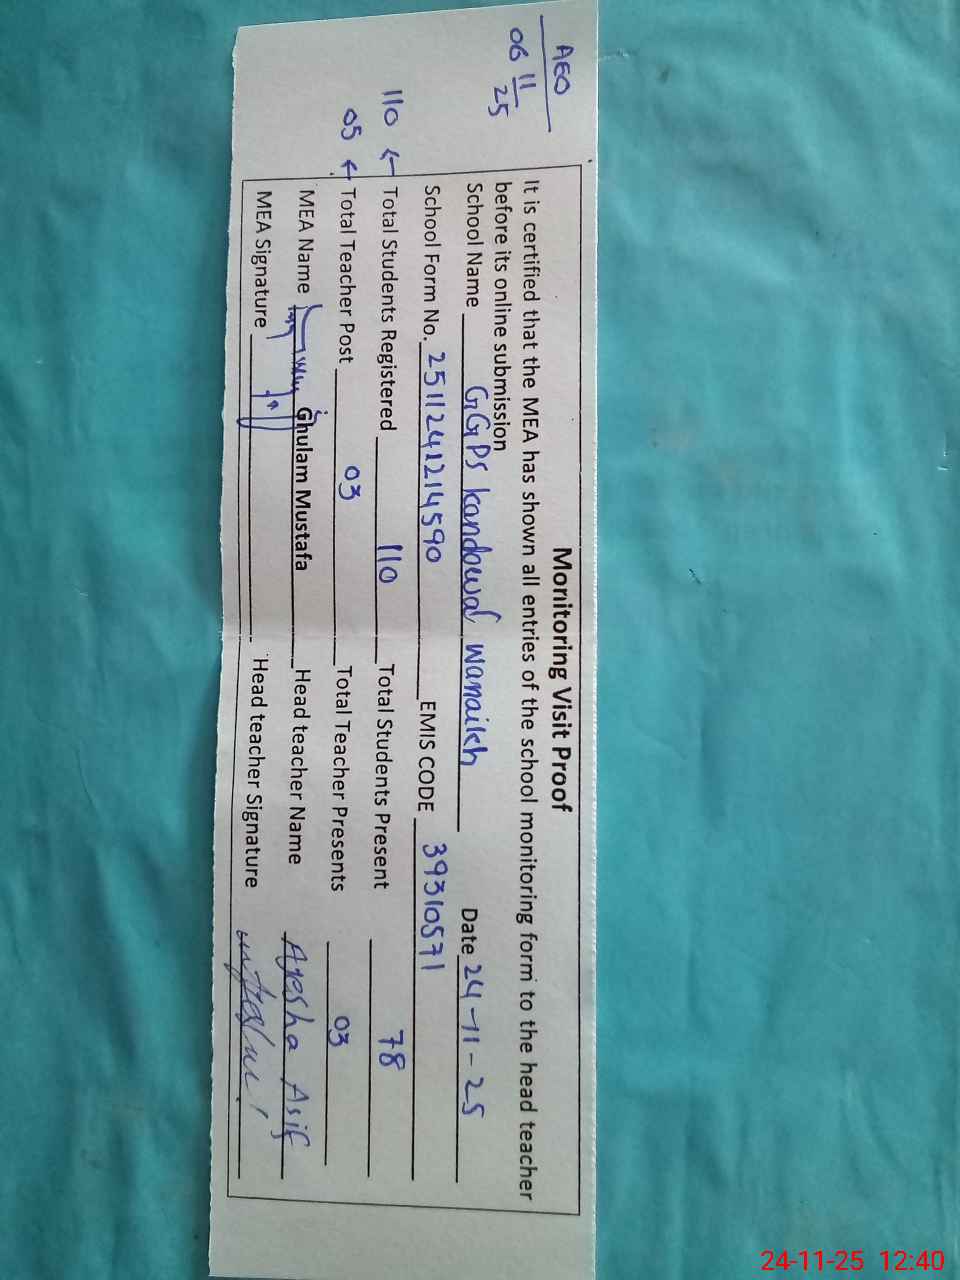 AEO
06 11
25
110 ←
05 ←
Monitoring Visit Proof
It is certified that the MEA has shown all entries of the school monitoring form to the head teacher
before its online submission
School Name GGPS Kandowal Wanaikh Date 24-11-25
School Form No. 2511241214590 EMIS CODE 39310571
Total Students Registered 110 Total Students Present 78
Total Teacher Post 03 Total Teacher Presents 03
MEA Name Ghulam Mustafa Head teacher Name Ayesha Asif
MEA Signature Head teacher Signature
24-11-25 12:40